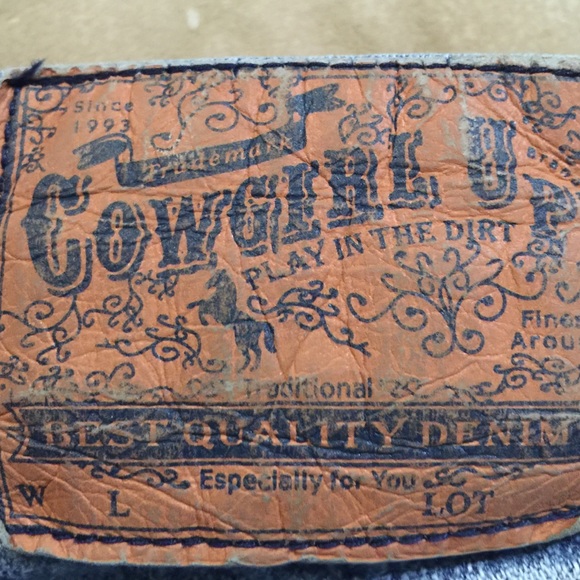 Since
1993
Trademark
COWGIRL UP
PLAY IN THE DIRT
Fine
Arou
Traditional
BEST QUALITY DENIM
Especially for You
W L LOT